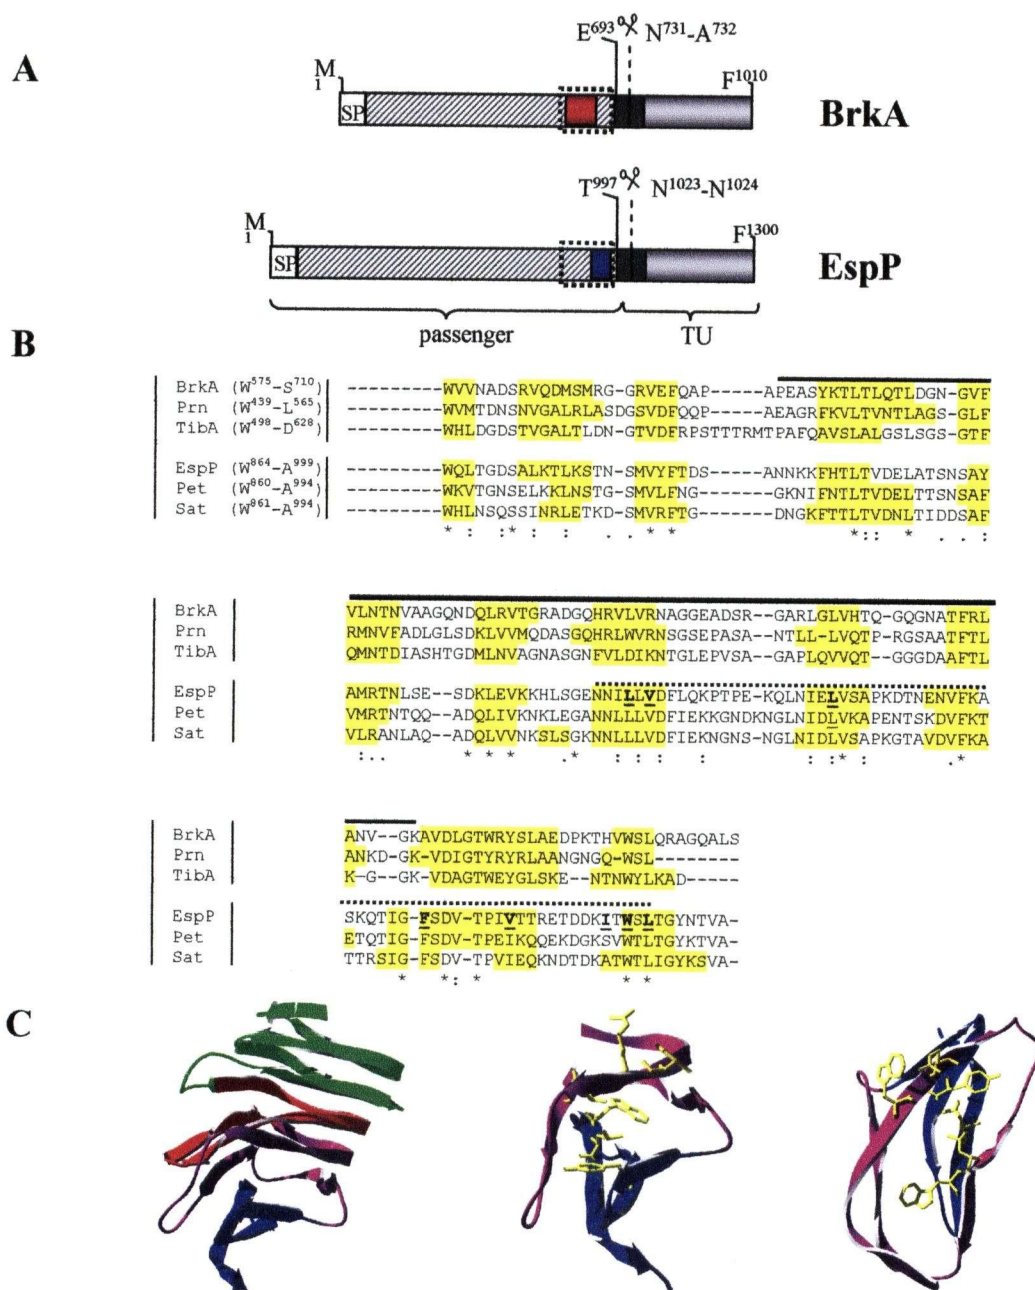 A
E693 N731-A732
M
1
F1010
SP
BrkA
T997 N1023-N1024
M
1
F1300
SP
EspP
passenger TU
B
BrkA (W575-S710) ---------WVVNADSRVQDMSMRG-GRVEFQAP-----APEASYKTLTLQTLDGN-GVF
Prn (W439-L565) ---------WVMTDNSNVGALRLASDGSVDFQQP-----AEAGRFKVLTVNTLAGS-GLF
TibA (W498-D628) ---------WHLDGDSTVGALTLDN-GTVDFRPSTTTRMTPAFQAVSLALGSLSGS-GTF
EspP (W864-A999) ---------WQLTGDSALKTLKSTN-SMVYFTDS-----ANNKKFHTLTVDELATSNSAY
Pet (W860-A994) ---------WKVTGNSELKKLNSTG-SMVLFNG------GKNIFNTLTVDELTTSNSAF
Sat (W861-A994) ---------WHLNSQSSINRLETKD-SMVRFTG------DNGKFTTLTVDNLTIDDSAF
* : :* : : . . * * *:: * . . :
BrkA VLNTNVAAGQNDQLRVTGRADGQHRVLVRNAGGEADSR--GARLGLVHTQ-GQGNATFRL
Prn RMNVFADLGLSDKLVVMQDASGQHRLWVRNSGSEPASA--NTLL-LVQTP-RGSAATFTL
TibA QMNTDIASHTGDMLNVAGNASGNFVLDIKNTGLEPVSA--GAPLQVVQT--GGGDAAFTL
EspP AMRTNLSE--SDKLEVKKHLSGENNILLVDFLQKPTPE-KQLNIELVSAPKDTNENVFKA
Pet VMRTNTQQ--ADQLIVKNKLEGANNLLLVDFIEKKGNDKNGLNIDLVKAPENTSKDVFKT
Sat VLRANLAQ--ADQLVVNKSLSGKNNLLLVDFIEKNGNS-NGLNIDLVSAPKGTAVDVFKA
:.. * * * .* : : : : : :* : .*
BrkA ANV--GKAVDLGTWRYSLAEDPKTHVWSLQRAGQALS
Prn ANKD-GK-VDIGTYRYRLAANGNGQ-WSL--------
TibA K-G--GK-VDAGTWEYGLSKE--NTNWYLKAD-----
EspP SKQTIG-FSDV-TPIVTTRETDDKITWSLTGYNTVA-
Pet ETQTIG-FSDV-TPEIKQQEKDGKSVWTLTGYKTVA-
Sat TTRSIG-FSDV-TPVIEQKNDTDKATWTLIGYKSVA-
* *: * * *
C